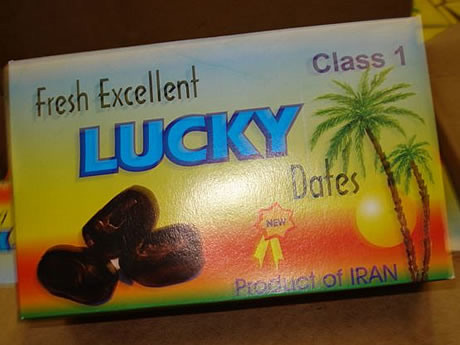 Class 1
Fresh Excellent
LUCKY
Dates
NEW
Product of IRAN